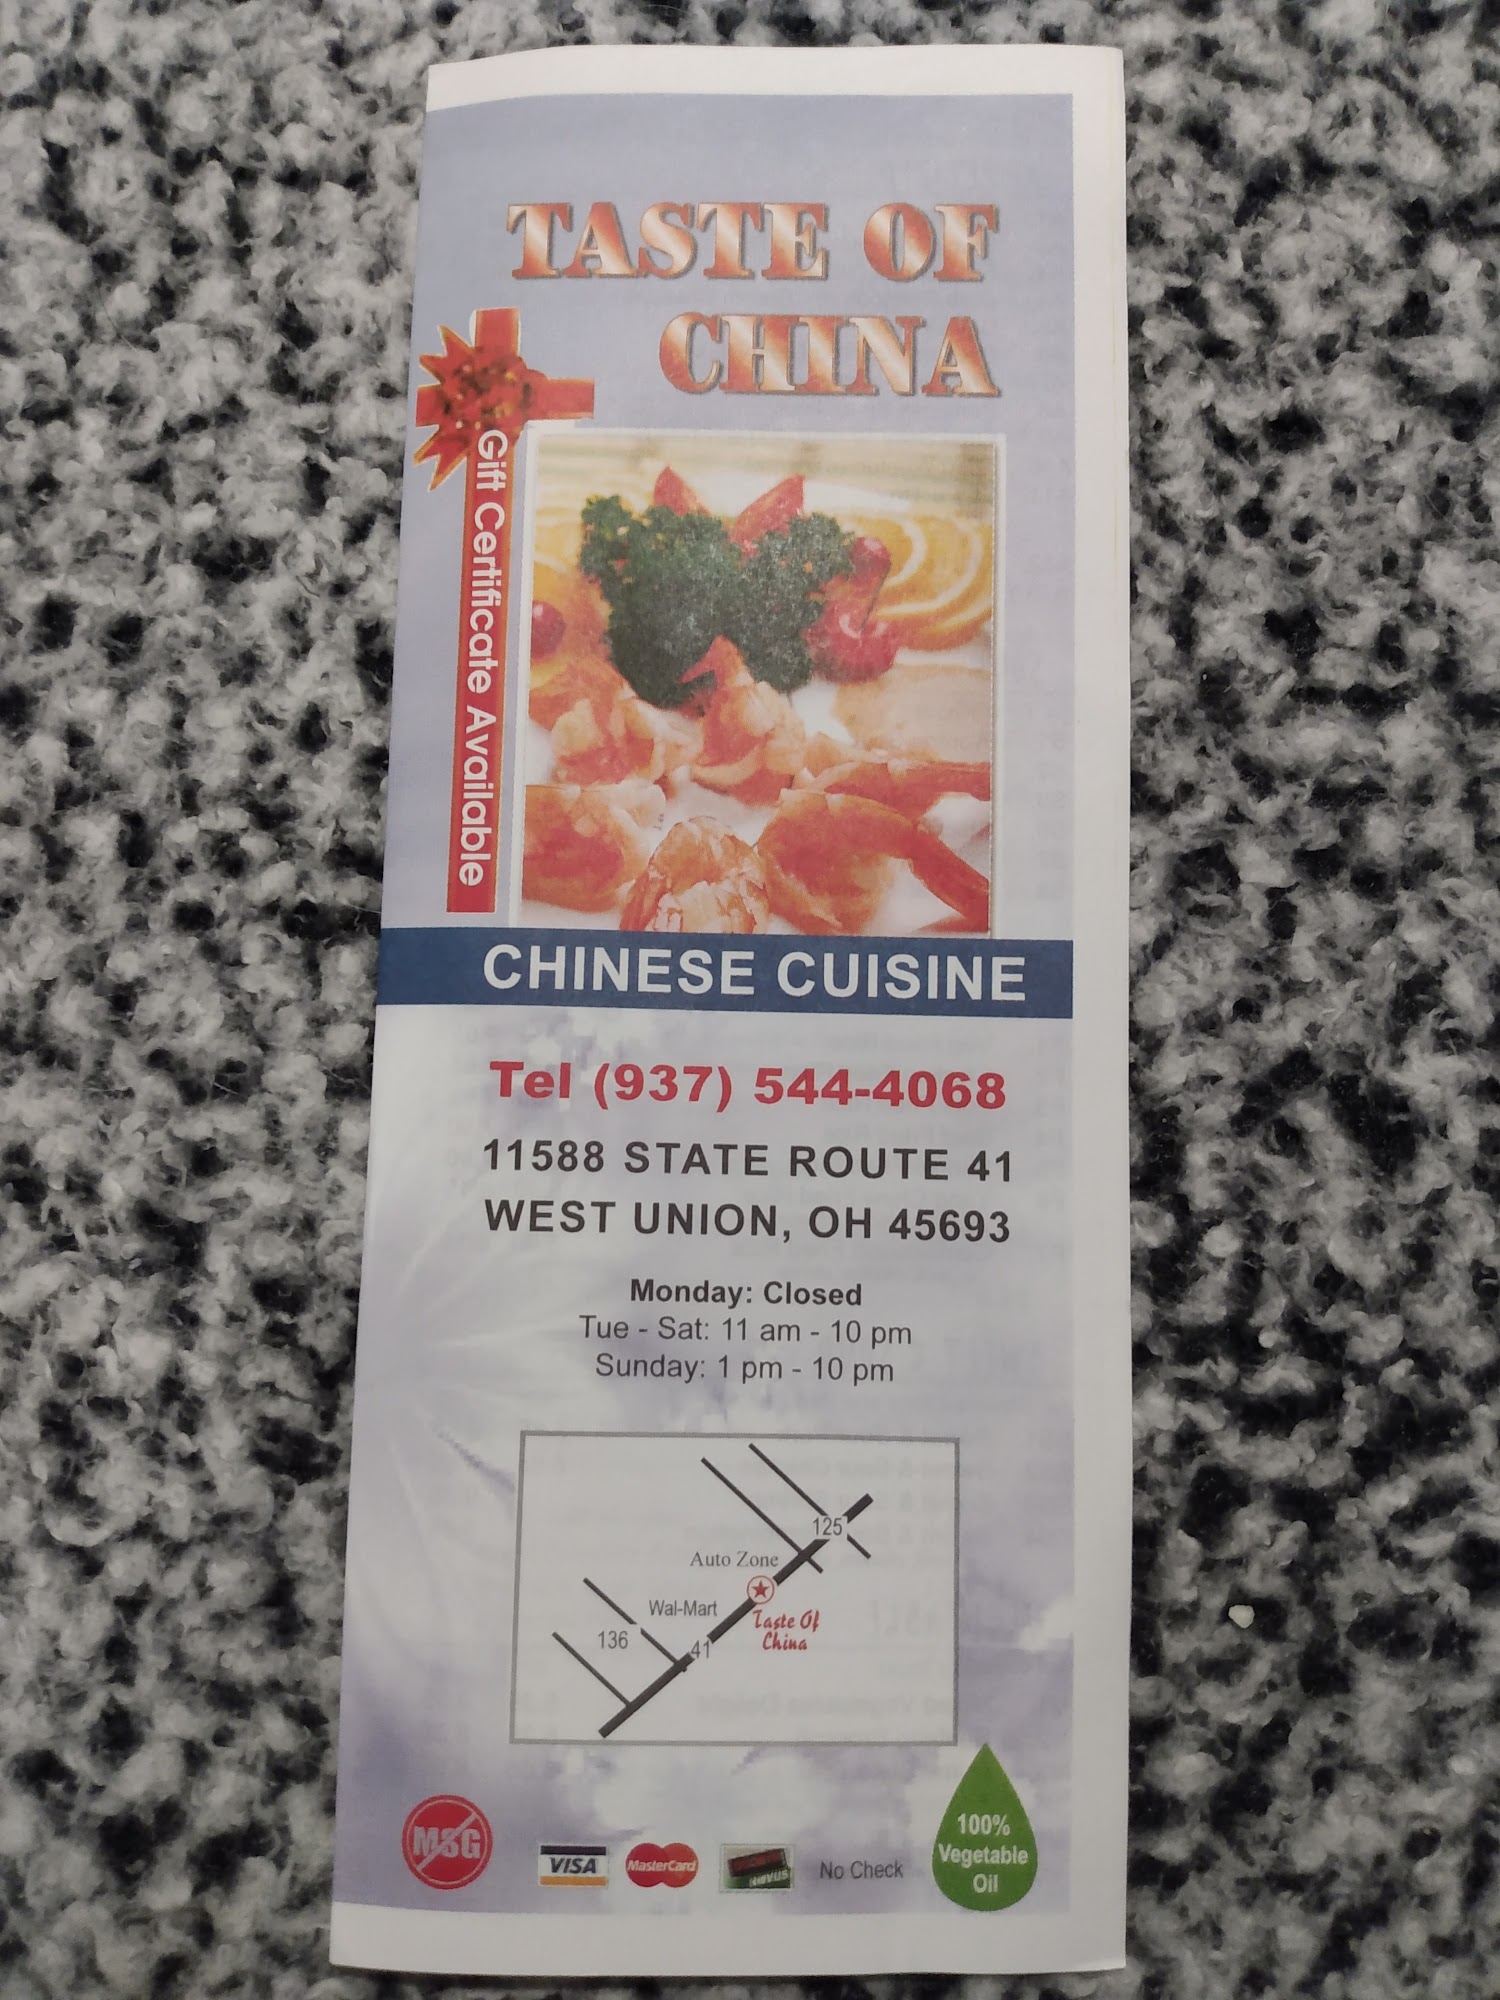 TASTE OF
CHINA
Gift Certificate Available
CHINESE CUISINE
Tel (937) 544-4068
11588 STATE ROUTE 41
WEST UNION, OH 45693
Monday: Closed
Tue - Sat: 11 am - 10 pm
Sunday: 1 pm - 10 pm
125
Auto Zone
Wal-Mart
Taste Of
China
136
41
MSG
VISA
MasterCard
NOVUS
No Check
100%
Vegetable
Oil